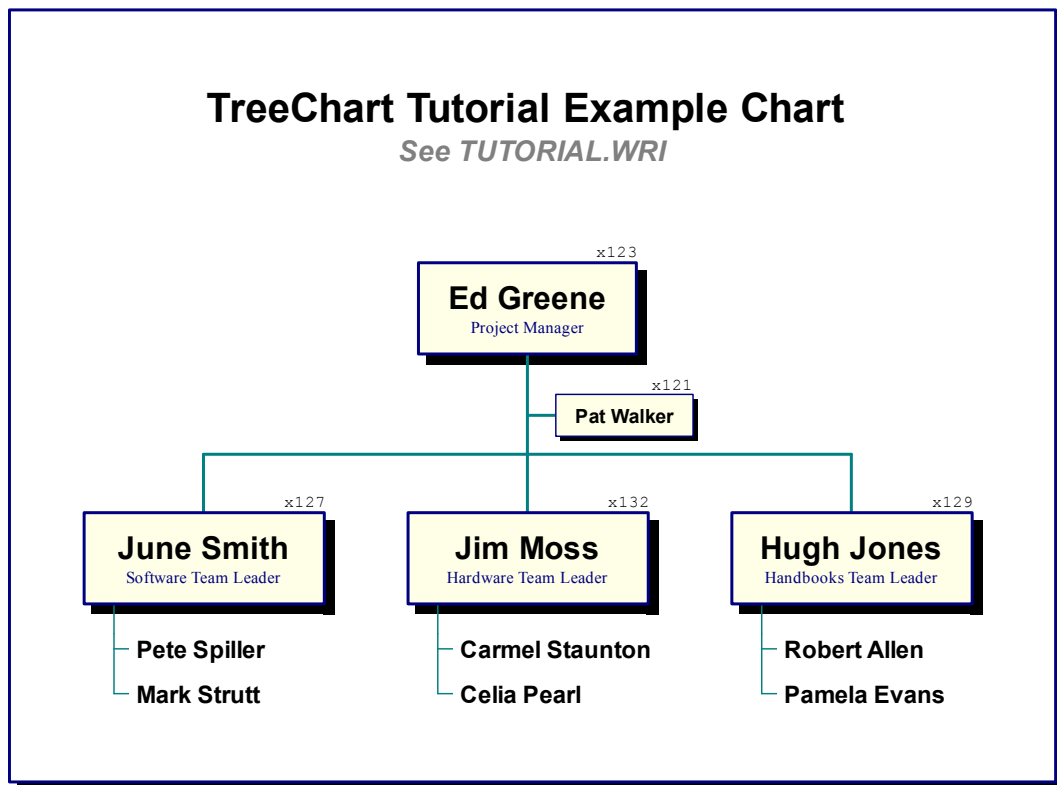 TreeChart Tutorial Example Chart
See TUTORIAL.WRI
x123
Ed Greene
Project Manager
x121
Pat Walker
x127
June Smith
Software Team Leader
Pete Spiller
Mark Strutt
x132
Jim Moss
Hardware Team Leader
Carmel Staunton
Celia Pearl
x129
Hugh Jones
Handbooks Team Leader
Robert Allen
Pamela Evans